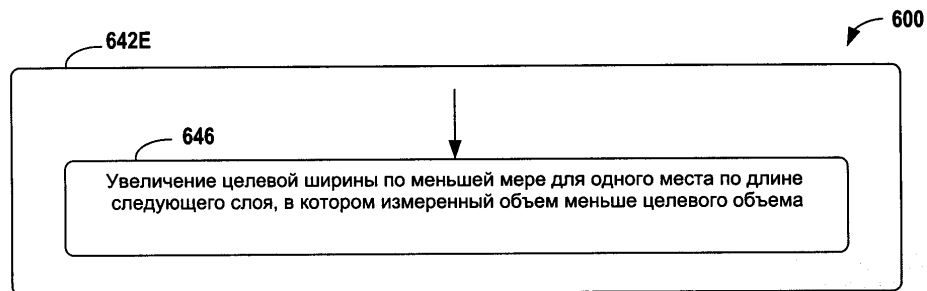 600
642E
646
Увеличение целевой ширины по меньшей мере для одного места по длине
следующего слоя, в котором измеренный объем меньше целевого объема